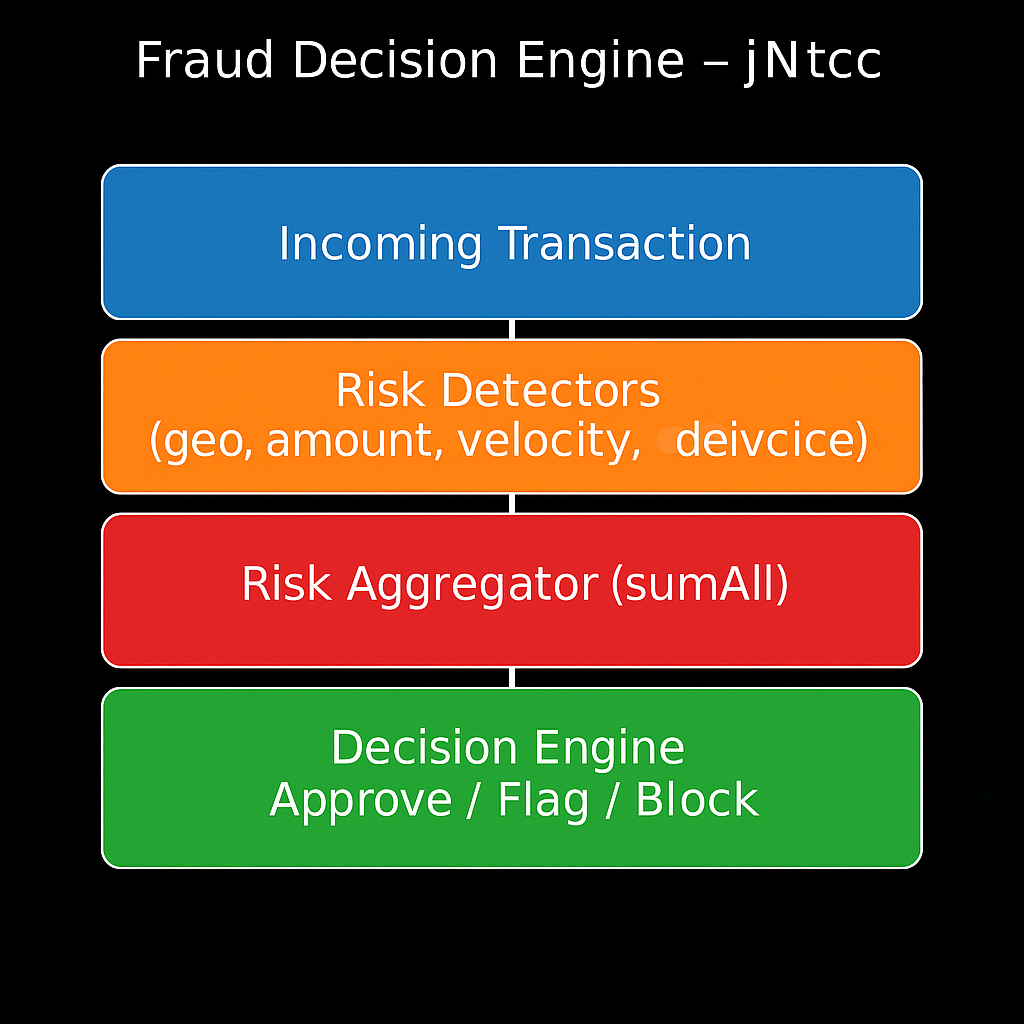 Fraud Decision Engine – jNtcc
Incoming Transaction
Risk Detectors
(geo, amount, velocity, deivcice)
Risk Aggregator (sumAll)
Decision Engine
Approve / Flag / Block